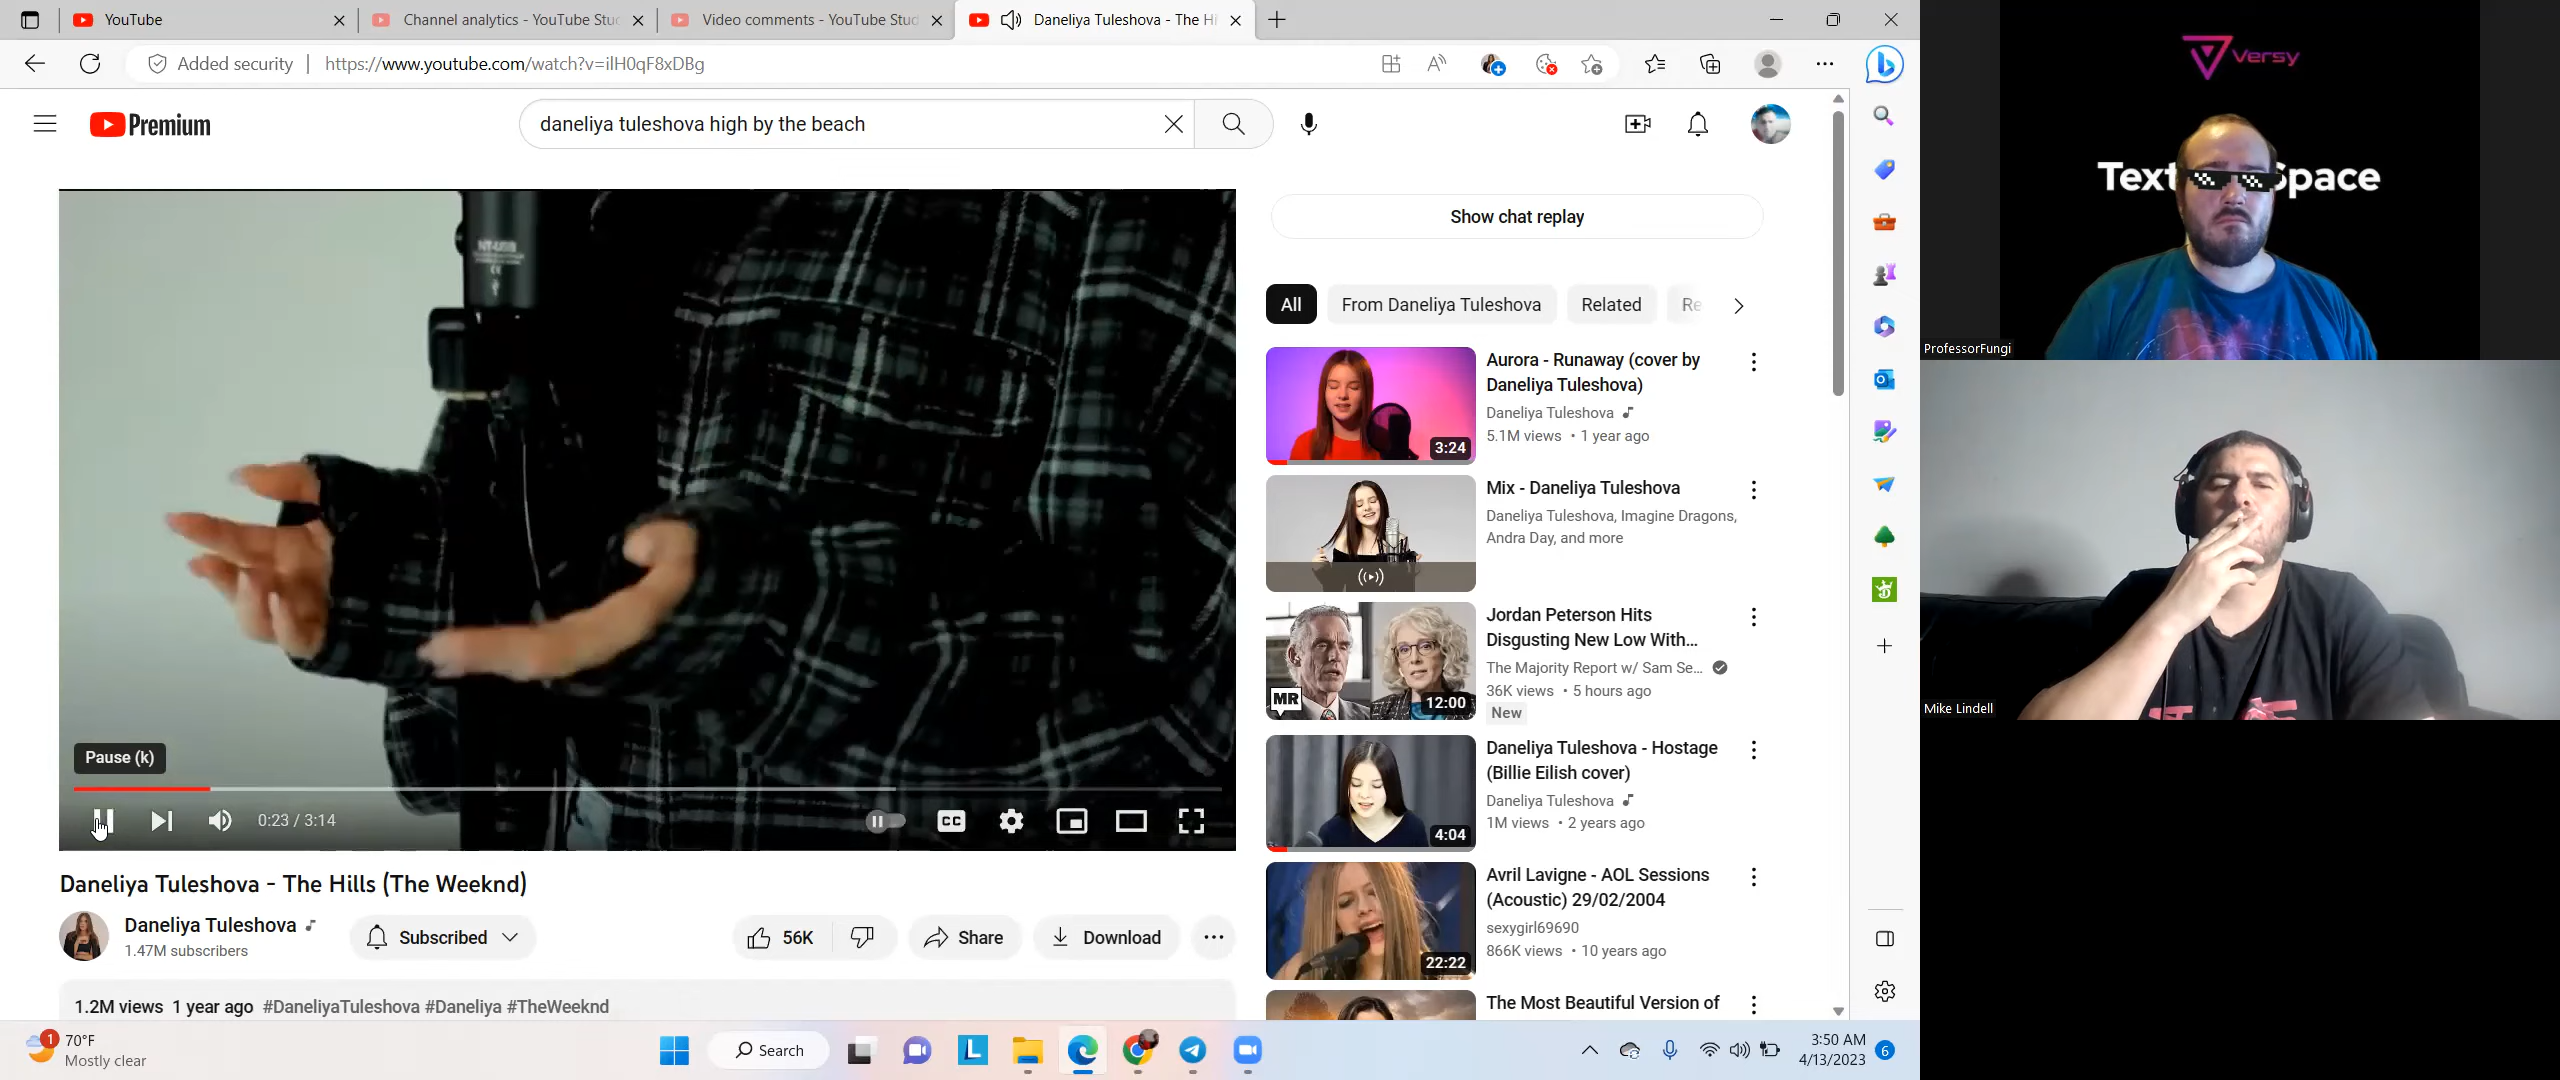 YouTube
Channel analytics - YouTube Stu
Video comments - YouTube Stud
Daneliya Tuleshova - The Hi
Added security
https://www.youtube.com/watch?v=ilH0qF8xDBg
Premium
daneliya tuleshova high by the beach
NT-USB
Pause (k)
0:23 / 3:14
CC
Daneliya Tuleshova - The Hills (The Weeknd)
Daneliya Tuleshova
1.47M subscribers
Subscribed
56K
Share
Download
1.2M views 1 year ago #DaneliyaTuleshova #Daneliya #TheWeeknd
Show chat replay
All
From Daneliya Tuleshova
Related
Re
Aurora - Runaway (cover by
Daneliya Tuleshova)
Daneliya Tuleshova
5.1M views • 1 year ago
3:24
Mix - Daneliya Tuleshova
Daneliya Tuleshova, Imagine Dragons,
Andra Day, and more
Jordan Peterson Hits
Disgusting New Low With...
The Majority Report w/ Sam Se...
36K views • 5 hours ago
New
MR
12:00
Daneliya Tuleshova - Hostage
(Billie Eilish cover)
Daneliya Tuleshova
1M views • 2 years ago
4:04
Avril Lavigne - AOL Sessions
(Acoustic) 29/02/2004
sexygirl69690
866K views • 10 years ago
22:22
The Most Beautiful Version of
Versy
Text Space
ProfessorFungi
Mike Lindell
1
70°F
Mostly clear
Search
L
3:50 AM
4/13/2023
6